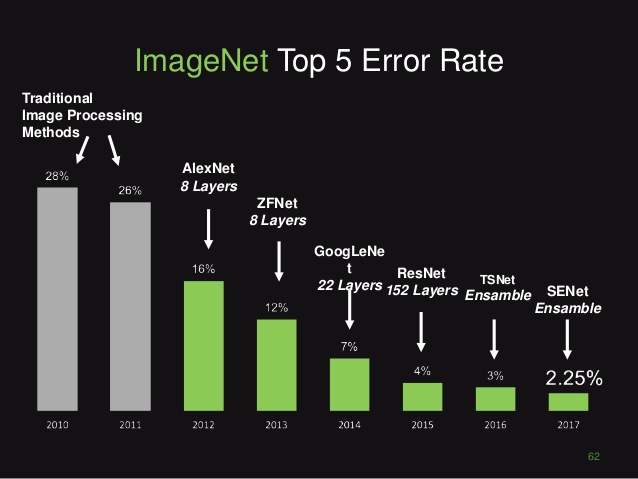 ImageNet Top 5 Error Rate
Traditional
Image Processing
Methods
28%
26%
AlexNet
8 Layers
16%
ZFNet
8 Layers
12%
GoogLeNe
t
22 Layers
7%
ResNet
152 Layers
4%
TSNet
Ensamble
3%
SENet
Ensamble
2.25%
2010
2011
2012
2013
2014
2015
2016
2017
62